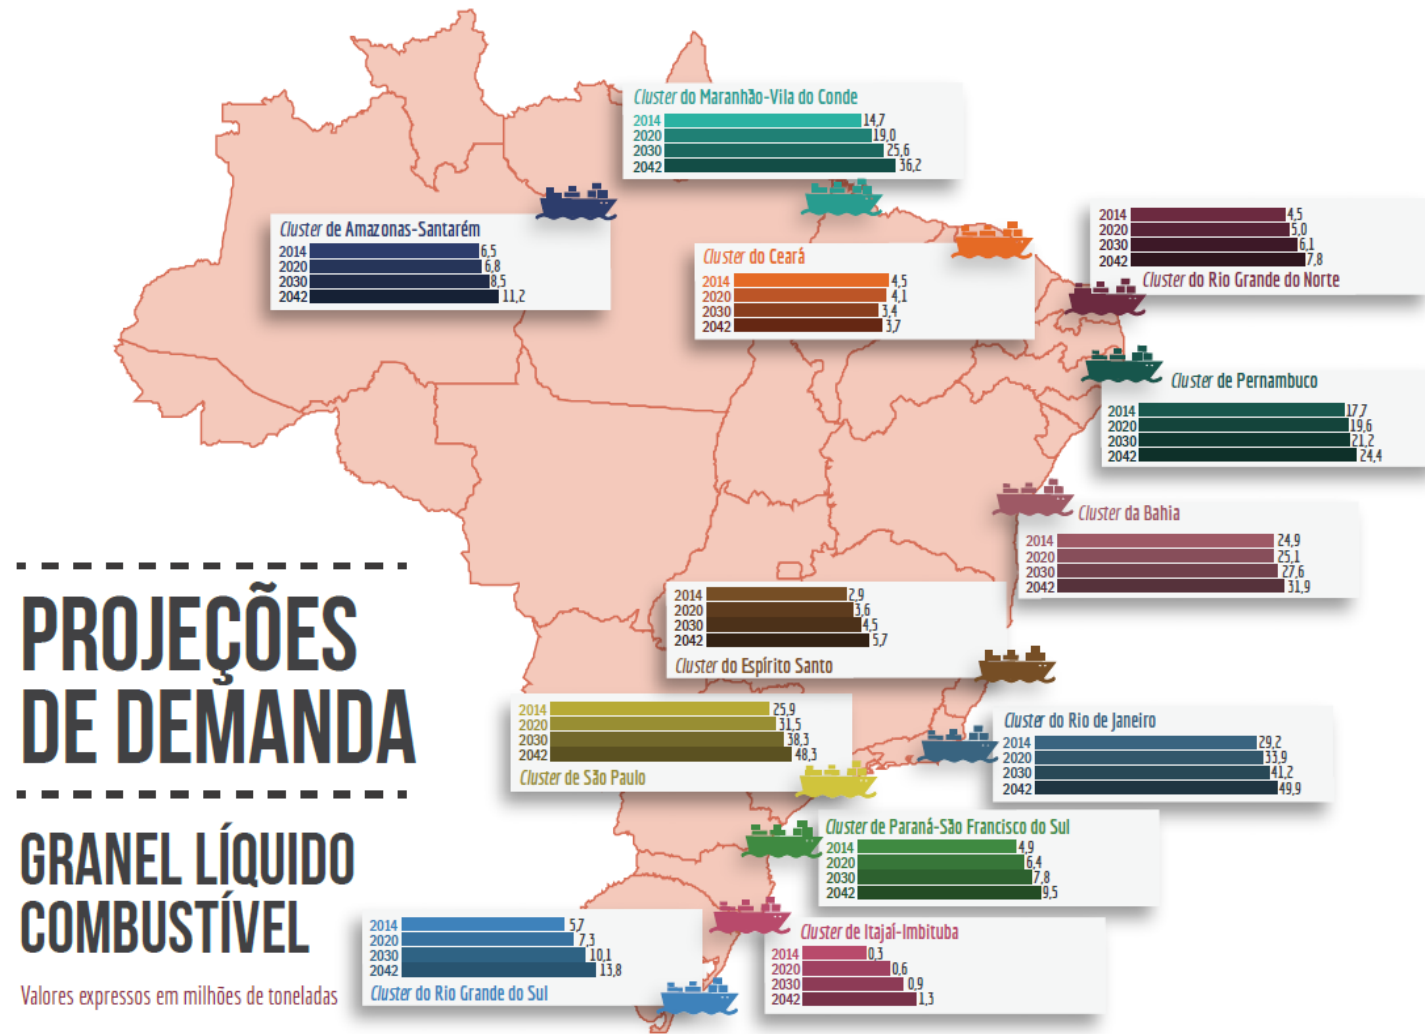 Cluster do Maranhão-Vila do Conde
2014 14,7
2020 19,0
2030 25,6
2042 36,2
Cluster de Amazonas-Santarém
2014 6,5
2020 6,8
2030 8,5
2042 11,2
Cluster do Ceará
2014 4,5
2020 4,1
2030 3,4
2042 3,7
2014 4,5
2020 5,0
2030 6,1
2042 7,8
Cluster do Rio Grande do Norte
Cluster de Pernambuco
2014 17,7
2020 19,6
2030 21,2
2042 24,4
Cluster da Bahia
2014 24,9
2020 25,1
2030 27,6
2042 31,9
2014 2,9
2020 3,6
2030 4,5
2042 5,7
Cluster do Espírito Santo
2014 25,9
2020 31,5
2030 38,3
2042 48,3
Cluster de São Paulo
Cluster do Rio de Janeiro
2014 29,2
2020 33,9
2030 41,2
2042 49,9
Cluster de Paraná-São Francisco do Sul
2014 4,9
2020 6,4
2030 7,8
2042 9,5
Cluster de Itajaí-Imbituba
2014 0,3
2020 0,6
2030 0,9
2042 1,3
2014 5,7
2020 7,3
2030 10,1
2042 13,8
Cluster do Rio Grande do Sul
PROJEÇÕES
DE DEMANDA
GRANEL LÍQUIDO
COMBUSTÍVEL
Valores expressos em milhões de toneladas